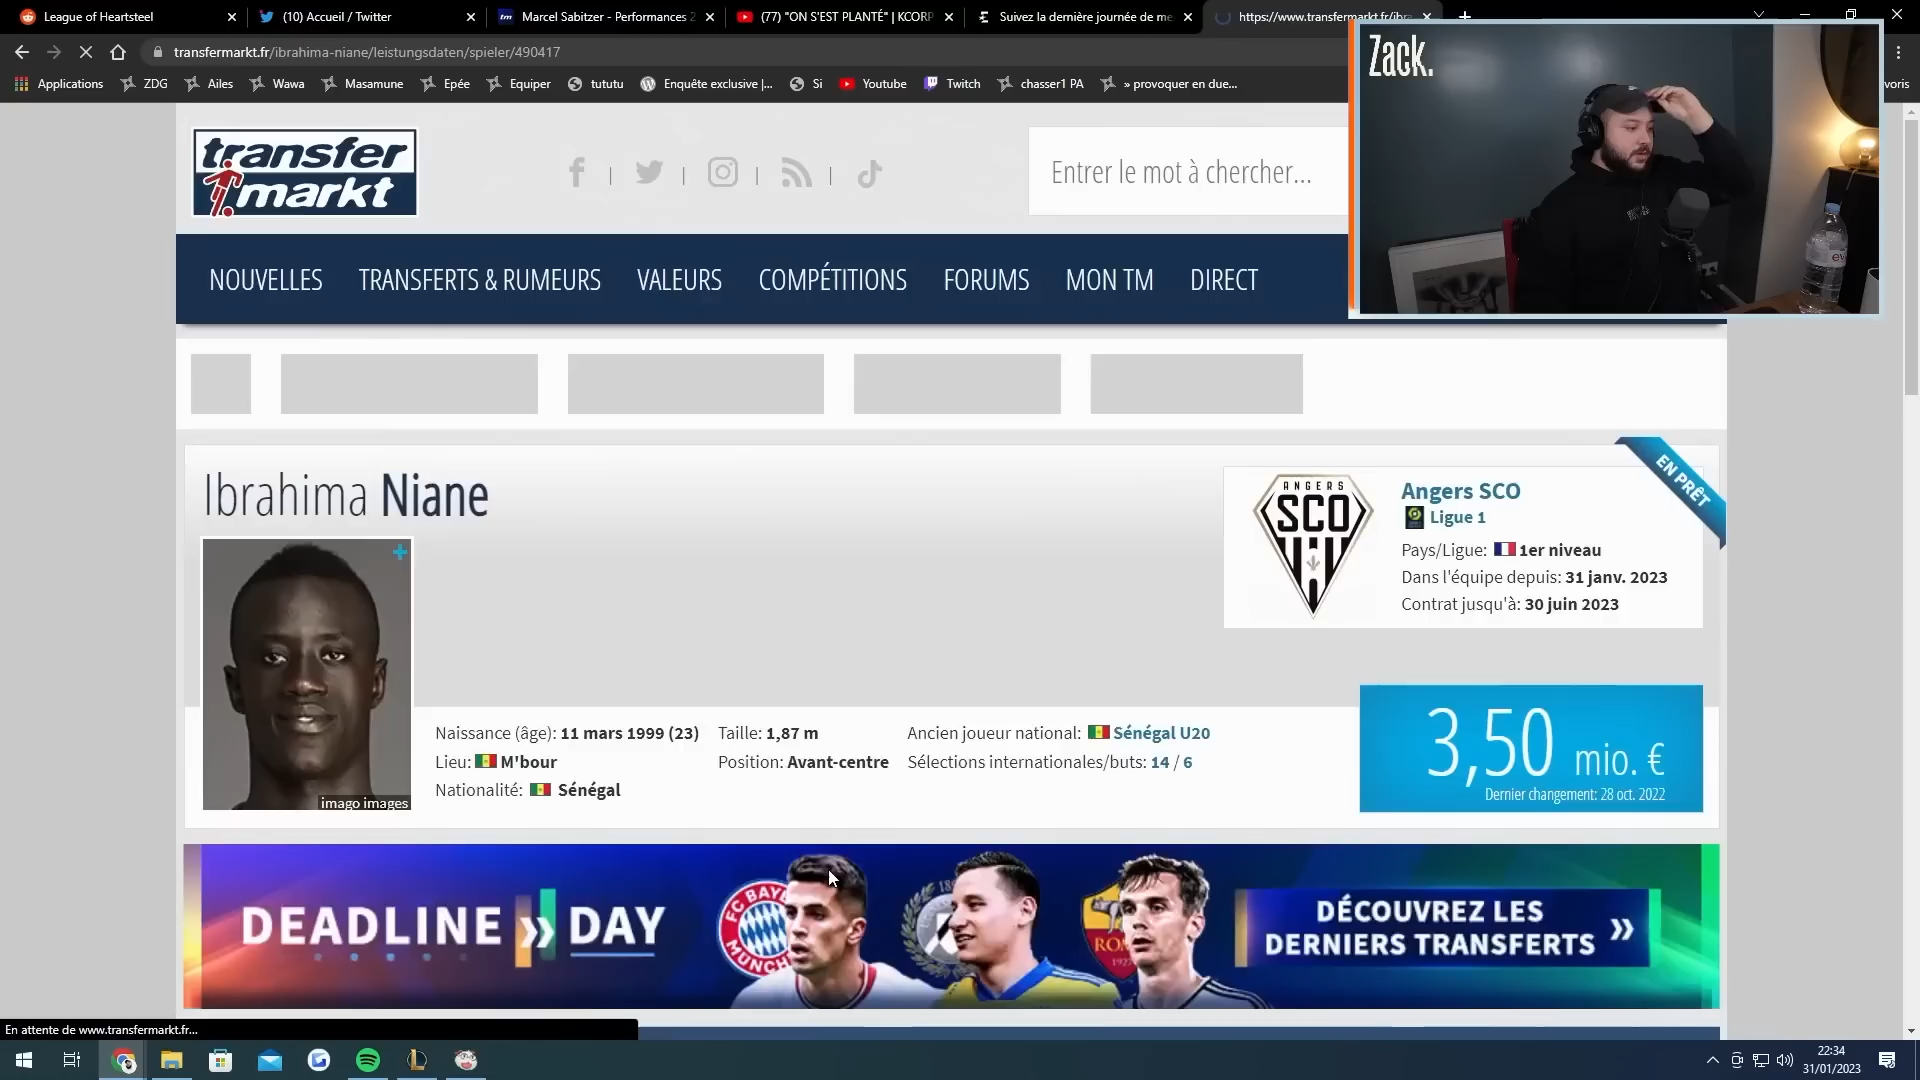 League of Heartsteel
(10) Accueil / Twitter
Marcel Sabitzer - Performances 2
(77) "ON S'EST PLANTÉ" | KCORP
Suivez la dernière journée de me
https://www.transfermarkt.fr/ibra
transfermarkt.fr/ibrahima-niane/leistungsdaten/spieler/490417
Applications
ZDG
Ailes
Wawa
Masamune
Epée
Equiper
tututu
Enquête exclusive |...
Si
Youtube
Twitch
chasser1 PA
» provoquer en due...
voris
Zack.
transfer
markt
Entrer le mot à chercher...
NOUVELLES
TRANSFERTS & RUMEURS
VALEURS
COMPÉTITIONS
FORUMS
MON TM
DIRECT
Ibrahima Niane
imago images
ANGERS
SCO
Angers SCO
Ligue 1
Pays/Ligue: 1er niveau
Dans l'équipe depuis: 31 janv. 2023
Contrat jusqu'à: 30 juin 2023
EN PRÊT
Naissance (âge): 11 mars 1999 (23)
Lieu: M'bour
Nationalité: Sénégal
Taille: 1,87 m
Position: Avant-centre
Ancien joueur national: Sénégal U20
Sélections internationales/buts: 14 / 6
3,50 mio. €
Dernier changement: 28 oct. 2022
DEADLINE » DAY
DÉCOUVREZ LES
DERNIERS TRANSFERTS »
En attente de www.transfermarkt.fr...
22:34
31/01/2023